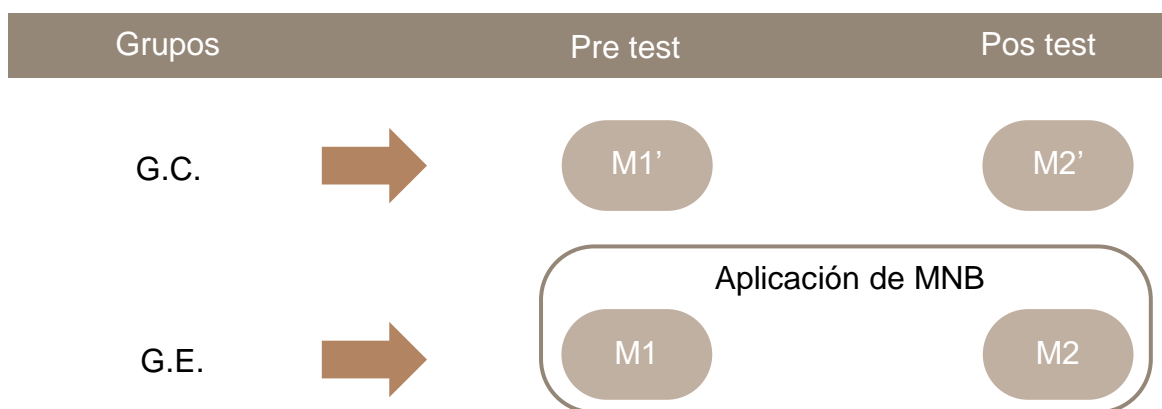 Grupos Pre test Pos test
G.C. M1’ M2’
Aplicación de MNB
G.E. M1 M2